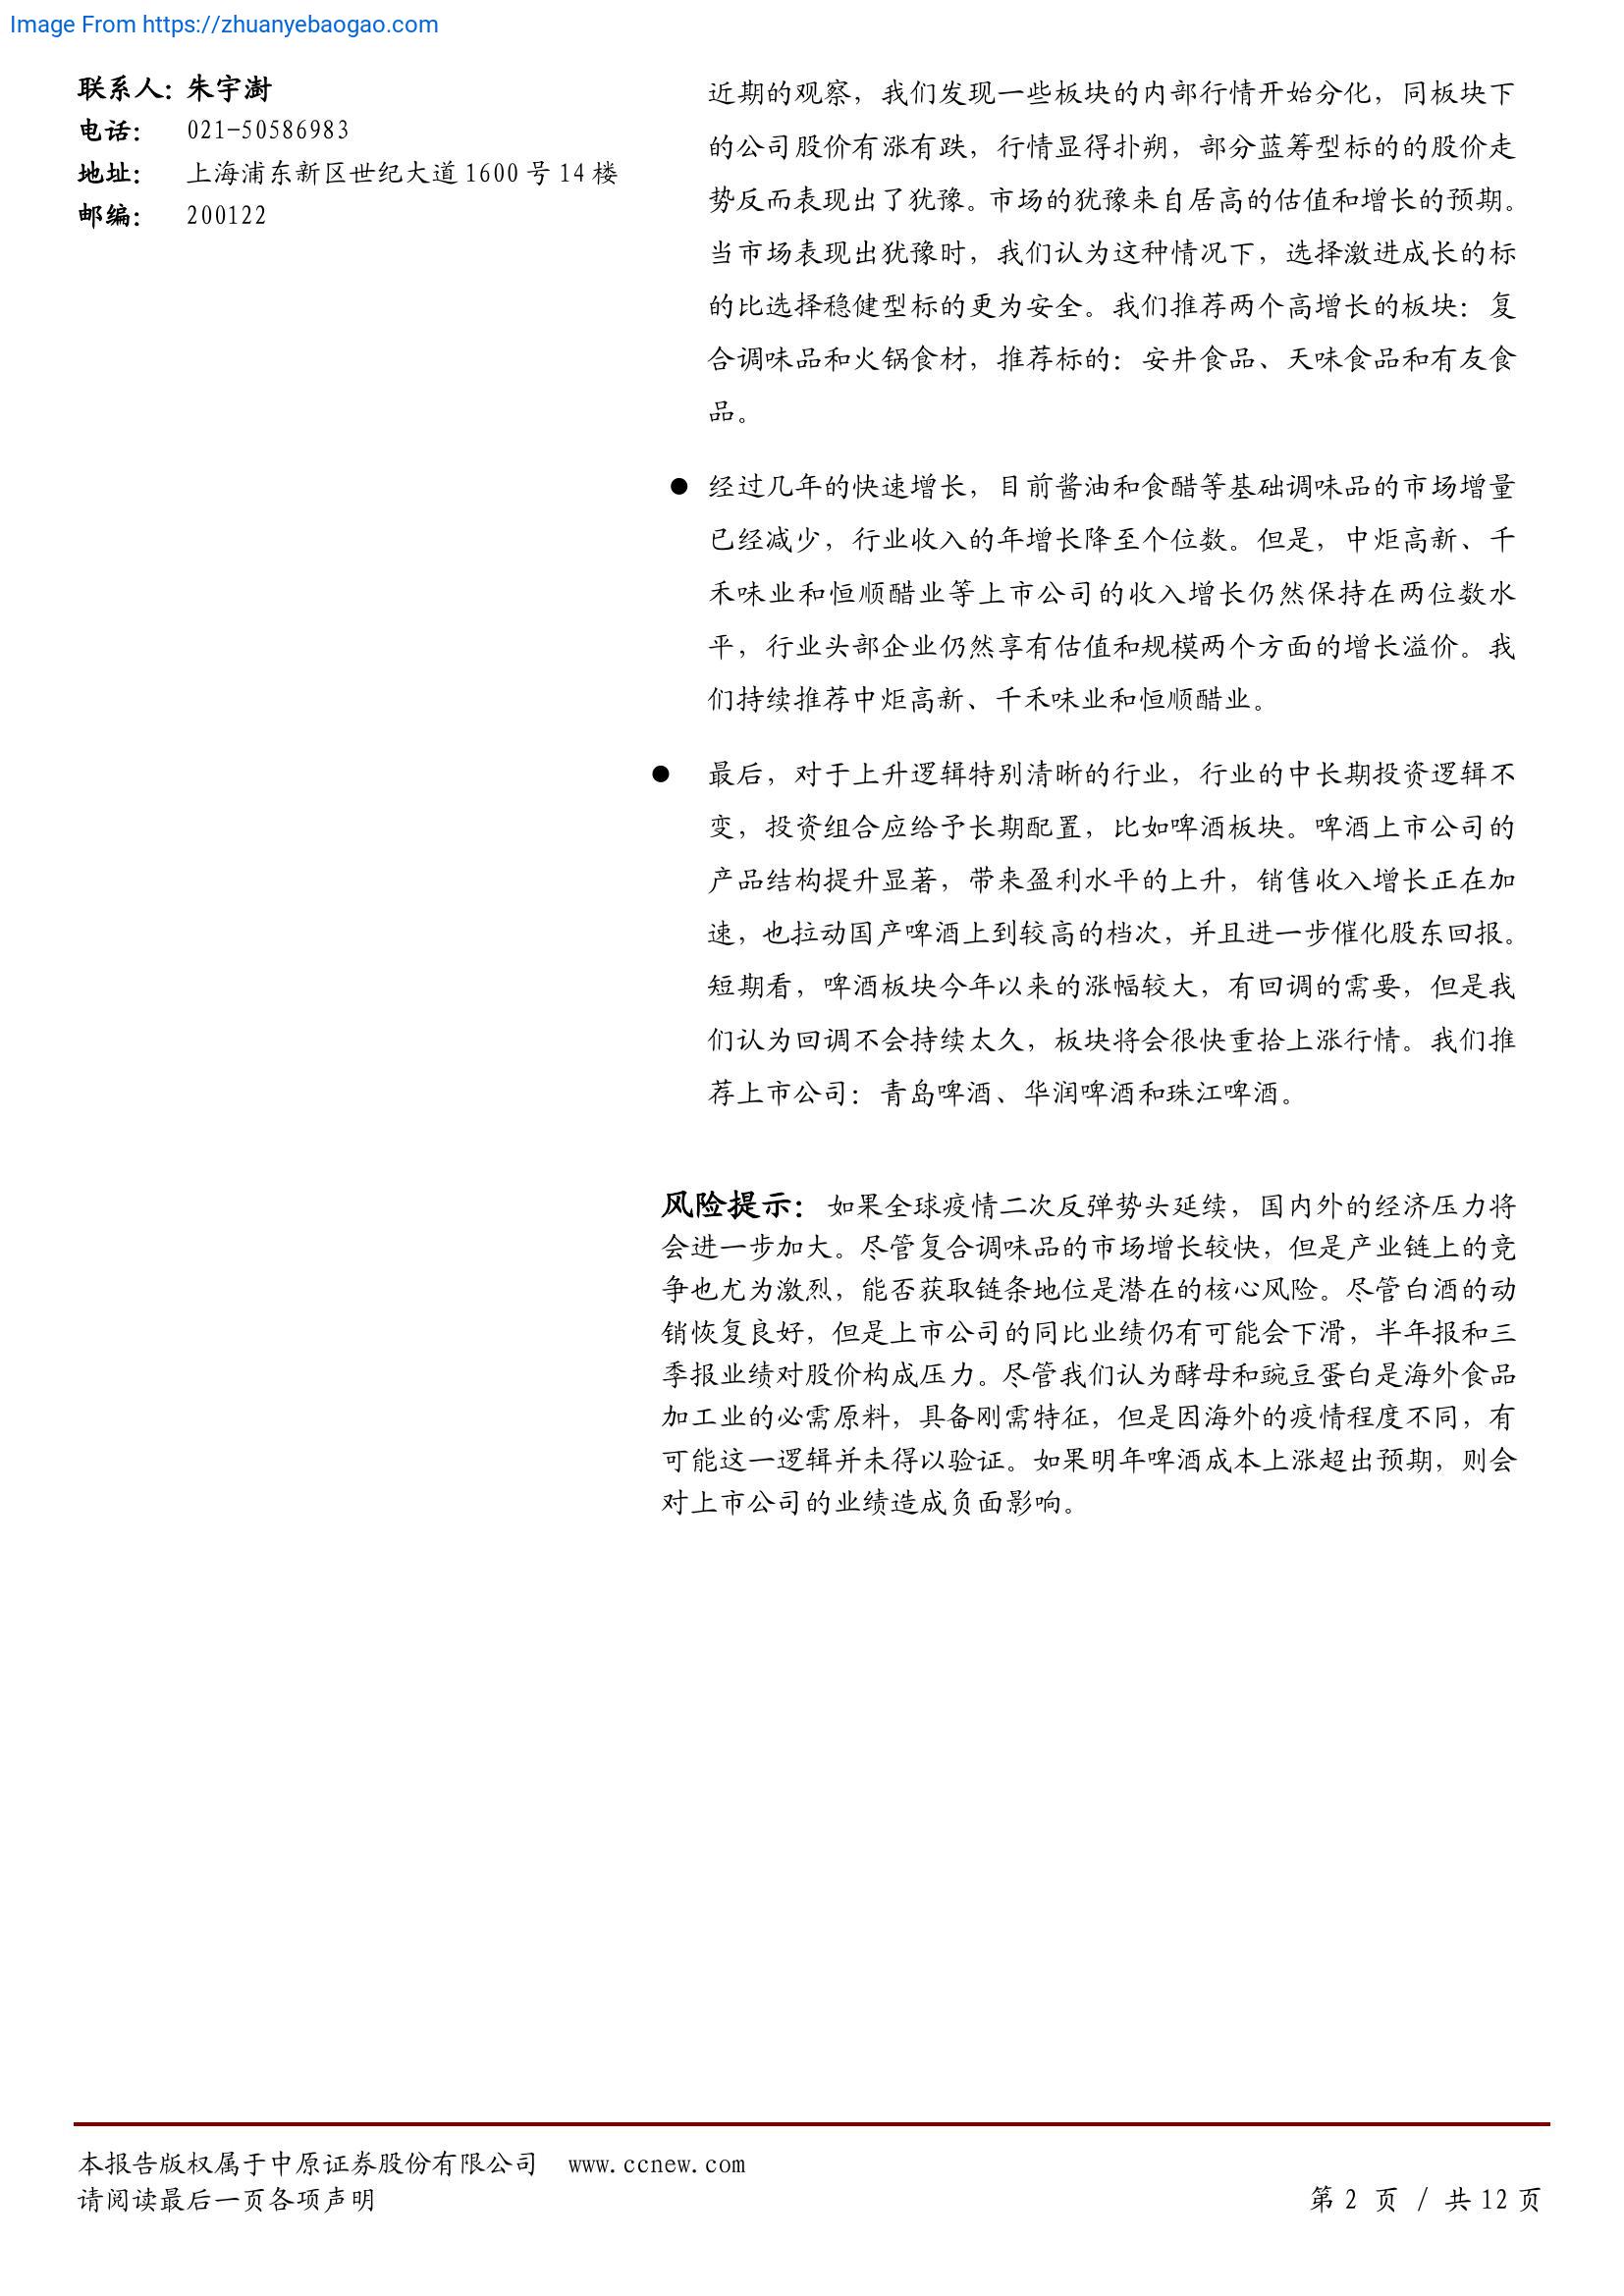 Image From https://zhuanyebaogao.com
联系人： 朱宇澍
电话： 021-50586983
地址： 上海浦东新区世纪大道 1600 号 14 楼
邮编： 200122
近期的观察，我们发现一些板块的内部行情开始分化，同板块下
的公司股价有涨有跌，行情显得扑朔，部分蓝筹型标的的股价走
势反而表现出了犹豫。市场的犹豫来自居高的估值和增长的预期。
当市场表现出犹豫时，我们认为这种情况下，选择激进成长的标
的比选择稳健型标的更为安全。我们推荐两个高增长的板块：复
合调味品和火锅食材，推荐标的：安井食品、天味食品和有友食
品。
● 经过几年的快速增长，目前酱油和食醋等基础调味品的市场增量
已经减少，行业收入的年增长降至个位数。但是，中炬高新、千
禾味业和恒顺醋业等上市公司的收入增长仍然保持在两位数水
平，行业头部企业仍然享有估值和规模两个方面的增长溢价。我
们持续推荐中炬高新、千禾味业和恒顺醋业。
● 最后，对于上升逻辑特别清晰的行业，行业的中长期投资逻辑不
变，投资组合应给予长期配置，比如啤酒板块。啤酒上市公司的
产品结构提升显著，带来盈利水平的上升，销售收入增长正在加
速，也拉动国产啤酒上到较高的档次，并且进一步催化股东回报。
短期看，啤酒板块今年以来的涨幅较大，有回调的需要，但是我
们认为回调不会持续太久，板块将会很快重拾上涨行情。我们推
荐上市公司：青岛啤酒、华润啤酒和珠江啤酒。
风险提示：如果全球疫情二次反弹势头延续，国内外的经济压力将
会进一步加大。尽管复合调味品的市场增长较快，但是产业链上的竞
争也尤为激烈，能否获取链条地位是潜在的核心风险。尽管白酒的动
销恢复良好，但是上市公司的同比业绩仍有可能会下滑，半年报和三
季报业绩对股价构成压力。尽管我们认为酵母和豌豆蛋白是海外食品
加工业的必需原料，具备刚需特征，但是因海外的疫情程度不同，有
可能这一逻辑并未得以验证。如果明年啤酒成本上涨超出预期，则会
对上市公司的业绩造成负面影响。
本报告版权属于中原证券股份有限公司 www.ccnew.com
请阅读最后一页各项声明
第 2 页 / 共 12 页